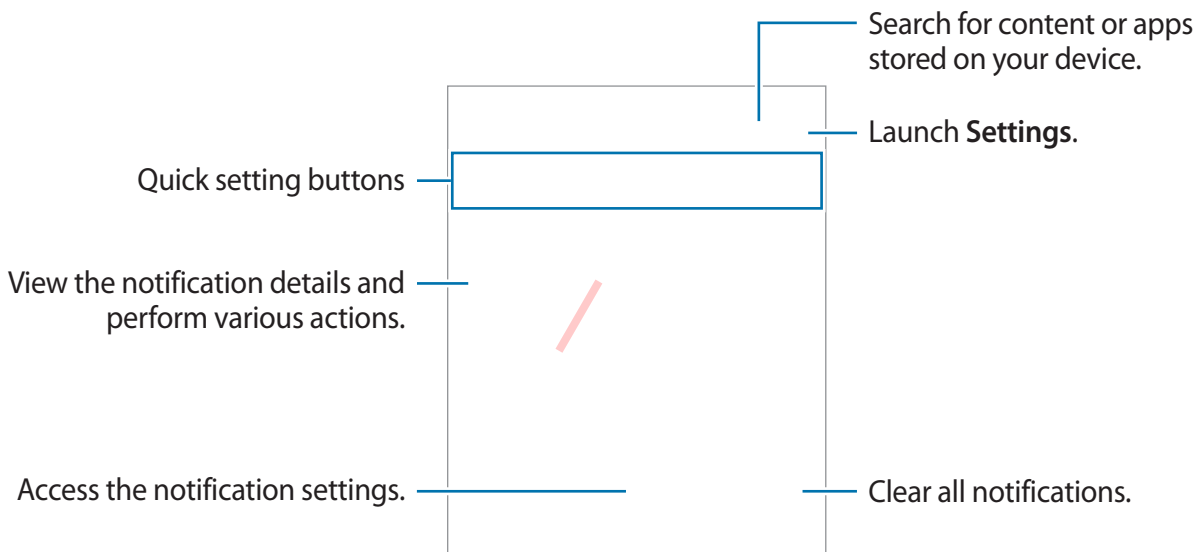 Search for content or apps
stored on your device.
Launch Settings.
Quick setting buttons
View the notification details and
perform various actions.
Access the notification settings.
Clear all notifications.